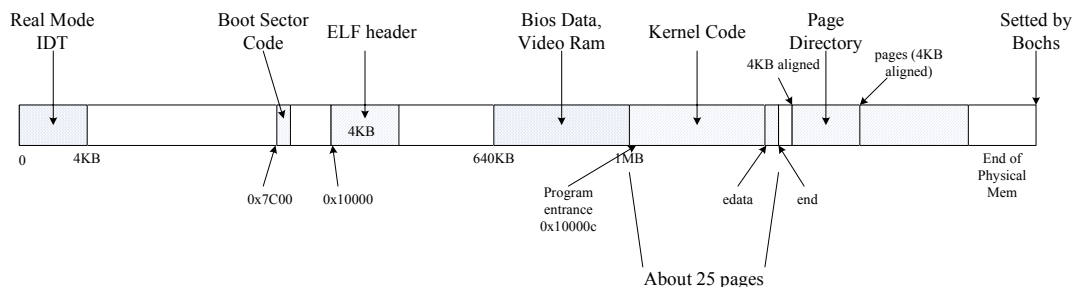 Real Mode
IDT
Boot Sector
Code
ELF header
Bios Data,
Video Ram
Kernel Code
Page
Directory
Setted by
Bochs
4KB aligned
pages (4KB
aligned)
4KB
0
4KB
640KB
1MB
End of
Physical
Mem
0x7C00
0x10000
Program
entrance
0x10000c
edata
end
About 25 pages